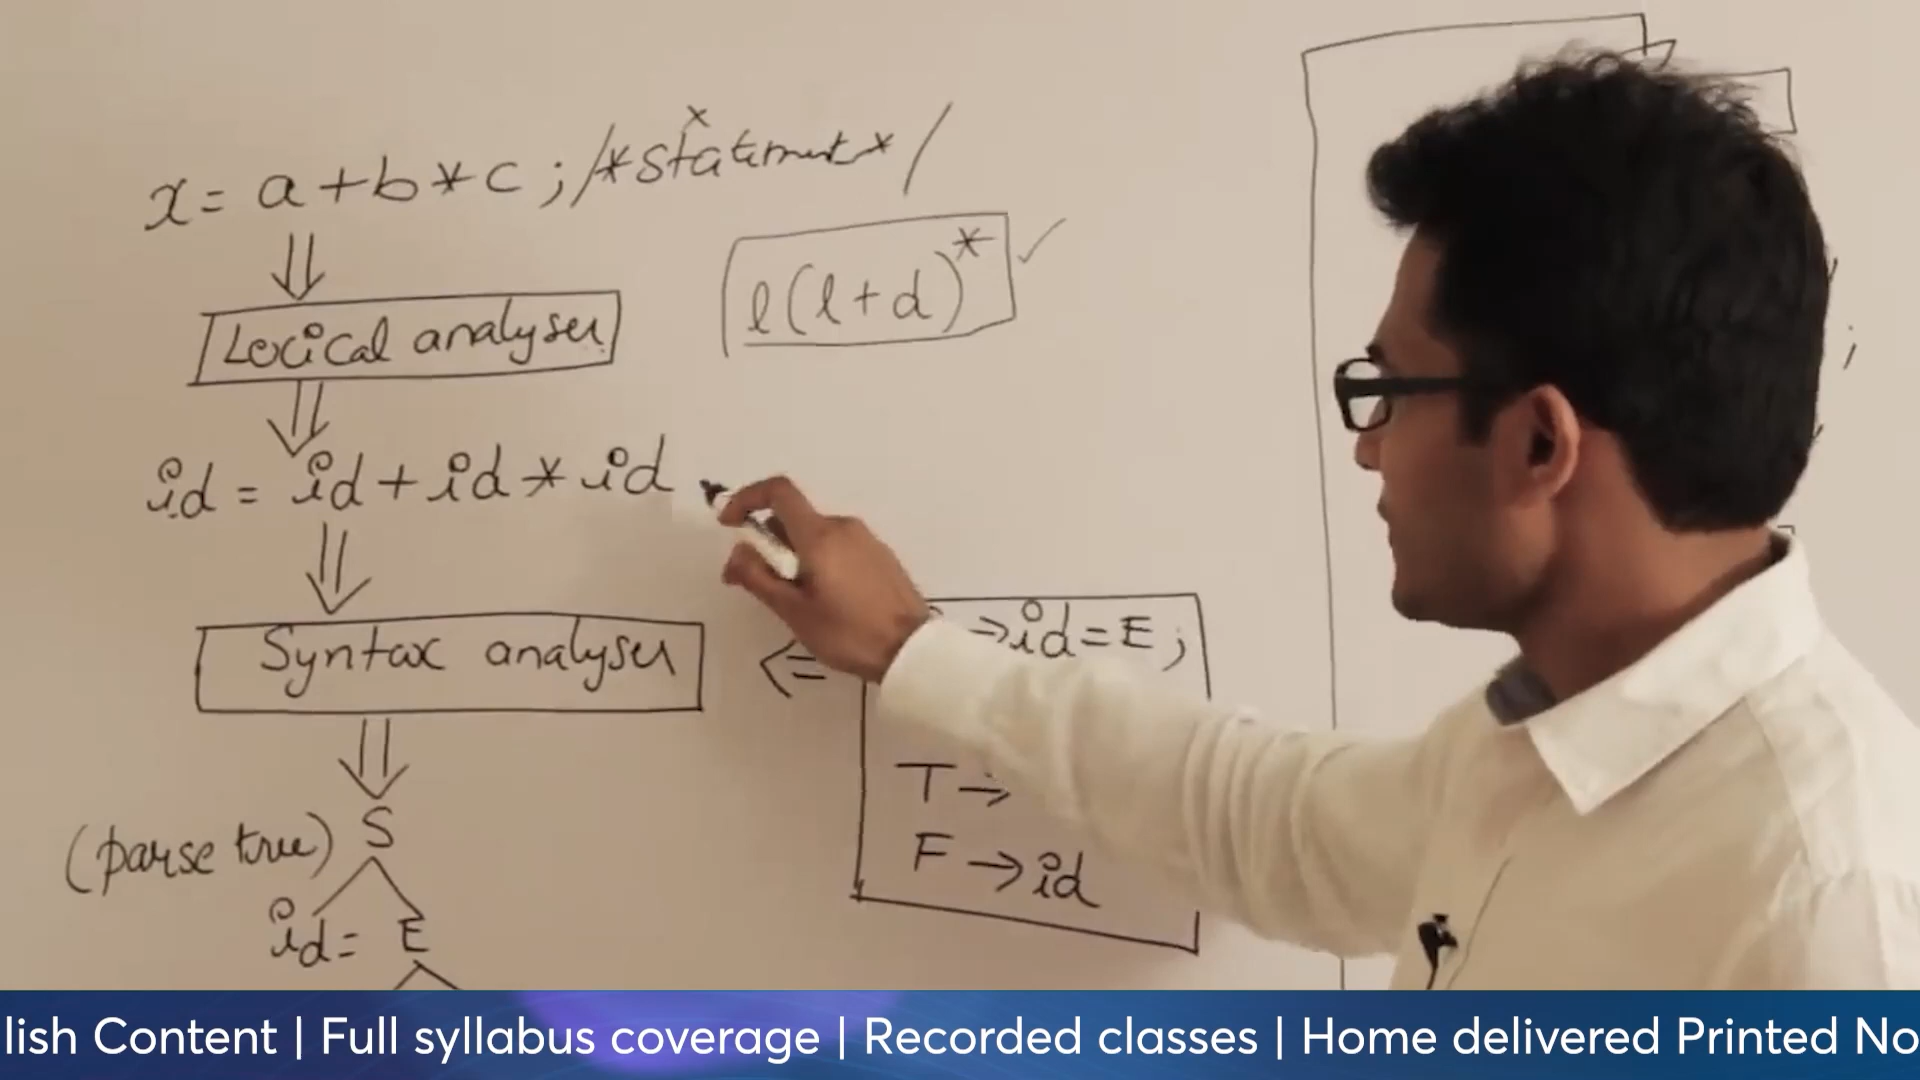 x = a + b * c ; /* statement */
l(l+d)*
Lexical analyser
id = id + id * id
Syntax analyser
⇒ id = E ;
T →
F → id
(parse tree) S
id = E
lish Content | Full syllabus coverage | Recorded classes | Home delivered Printed No